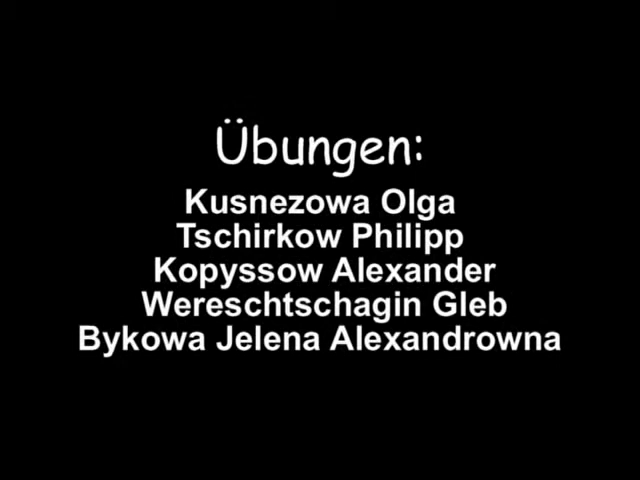 Übungen:
Kusnezowa Olga
Tschirkow Philipp
Kopyssow Alexander
Wereschtschagin Gleb
Bykowa Jelena Alexandrowna